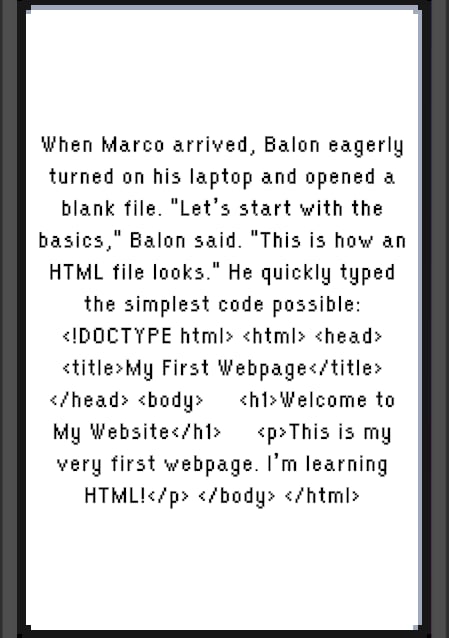 When Marco arrived, Balon eagerly
turned on his laptop and opened a
blank file. "Let's start with the
basics," Balon said. "This is how an
HTML file looks." He quickly typed
the simplest code possible:
<!DOCTYPE html> <html> <head>
<title>My First Webpage</title>
</head> <body>     <h1>Welcome to
My Website</h1>     <p>This is my
very first webpage. I'm learning
HTML!</p> </body> </html>